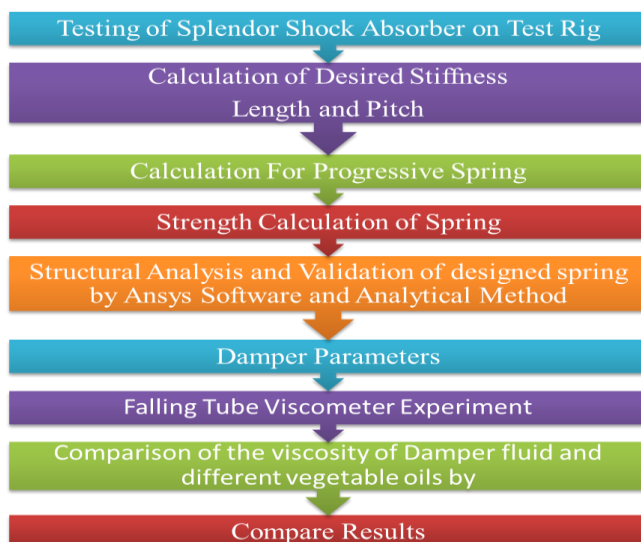 Testing of Splendor Shock Absorber on Test Rig
Calculation of Desired Stiffness
Length and Pitch
Calculation For Progressive Spring
Strength Calculation of Spring
Structural Analysis and Validation of designed spring
by Ansys Software and Analytical Method
Damper Parameters
Falling Tube Viscometer Experiment
Comparison of the viscosity of Damper fluid and
different vegetable oils by
Compare Results